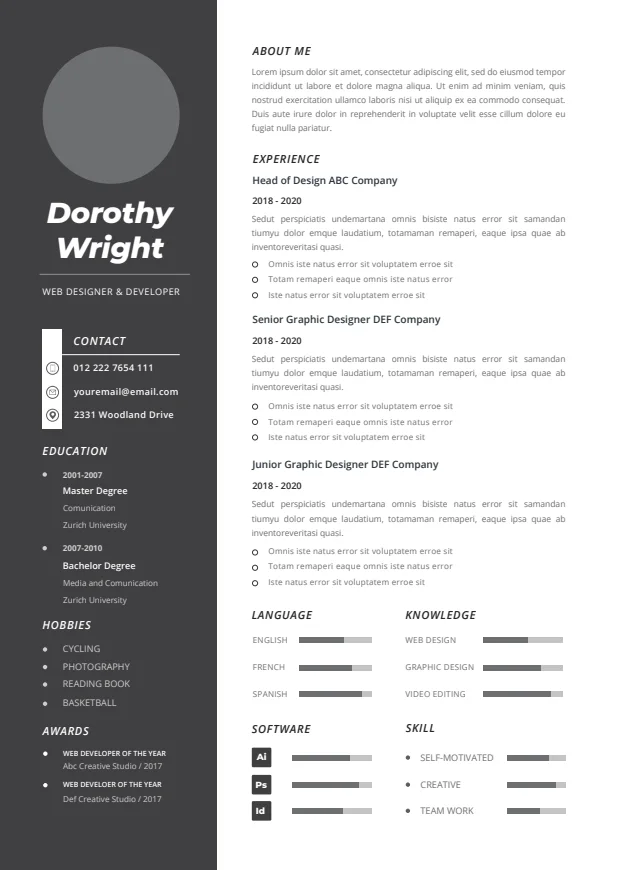 Dorothy
Wright
WEB DESIGNER & DEVELOPER
CONTACT
012 222 7654 111
youremail@email.com
2331 Woodland Drive
EDUCATION
2001-2007
Master Degree
Comunication
Zurich University
2007-2010
Bachelor Degree
Media and Comunication
Zurich University
HOBBIES
CYCLING
PHOTOGRAPHY
READING BOOK
BASKETBALL
AWARDS
WEB DEVELOPER OF THE YEAR
Abc Creative Studio / 2017
WEB DEVELOER OF THE YEAR
Def Creative Studio / 2017
ABOUT ME
Lorem ipsum dolor sit amet, consectetur adipiscing elit, sed do eiusmod tempor
incididunt ut labore et dolore magna aliqua. Ut enim ad minim veniam, quis
nostrud exercitation ullamco laboris nisi ut aliquip ex ea commodo consequat.
Duis aute irure dolor in reprehenderit in voluptate velit esse cillum dolore eu
fugiat nulla pariatur.
EXPERIENCE
Head of Design ABC Company
2018 - 2020
Sedut perspiciatis undemartana omnis bisiste natus error sit samandan
tiumyu dolor emque laudatium, totamaman remaperi, eaque ipsa quae ab
inventoreveritasi quasi.
Omnis iste natus error sit voluptatem erroe sit
Totam remaperi eaque omnis iste natus error
Iste natus error sit voluptatem erroe sit
Senior Graphic Designer DEF Company
2018 - 2020
Sedut perspiciatis undemartana omnis bisiste natus error sit samandan
tiumyu dolor emque laudatium, totamaman remaperi, eaque ipsa quae ab
inventoreveritasi quasi.
Omnis iste natus error sit voluptatem erroe sit
Totam remaperi eaque omnis iste natus error
Iste natus error sit voluptatem erroe sit
Junior Graphic Designer DEF Company
2018 - 2020
Sedut perspiciatis undemartana omnis bisiste natus error sit samandan
tiumyu dolor emque laudatium, totamaman remaperi, eaque ipsa quae ab
inventoreveritasi quasi.
Omnis iste natus error sit voluptatem erroe sit
Totam remaperi eaque omnis iste natus error
Iste natus error sit voluptatem erroe sit
LANGUAGE
ENGLISH
FRENCH
SPANISH
KNOWLEDGE
WEB DESIGN
GRAPHIC DESIGN
VIDEO EDITING
SOFTWARE
Ai
Ps
Id
SKILL
SELF-MOTIVATED
CREATIVE
TEAM WORK